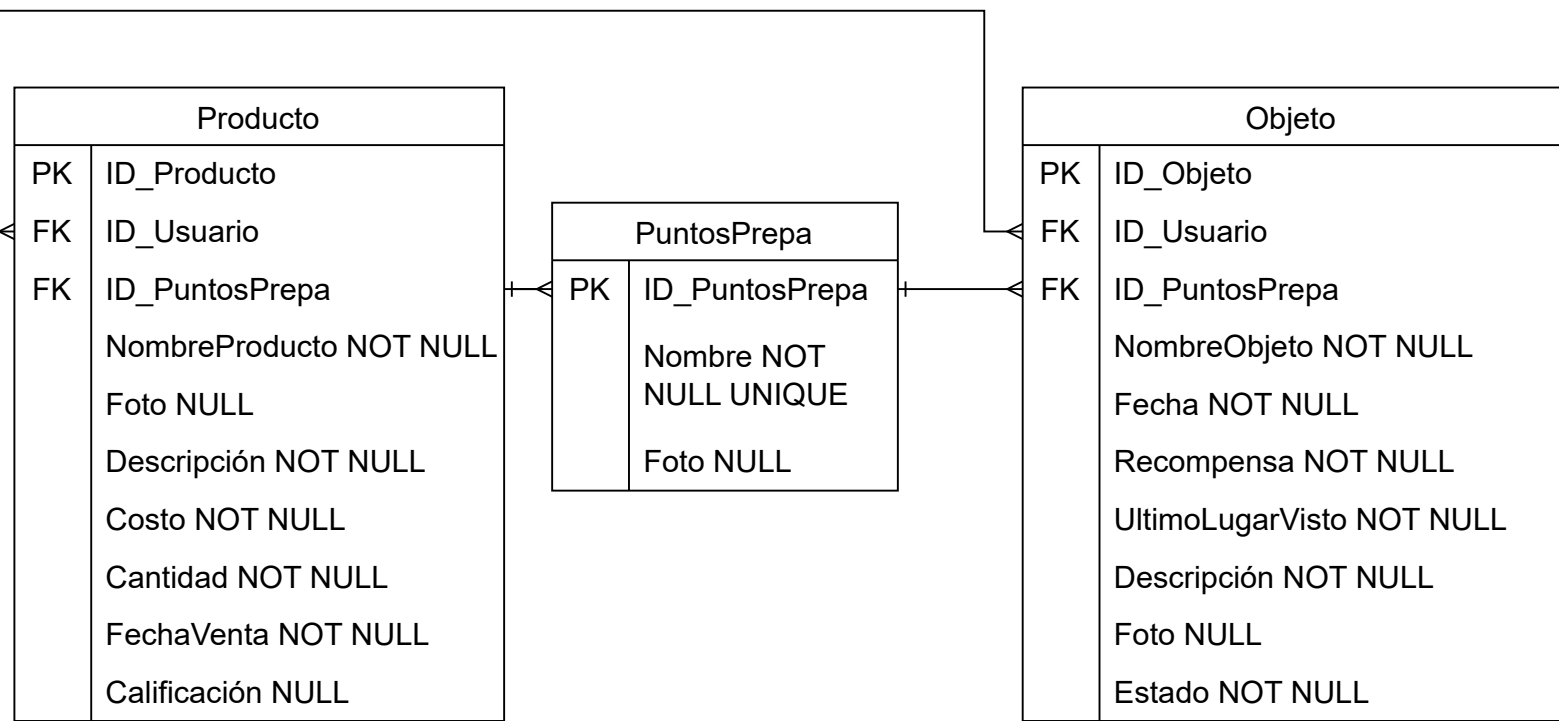 Producto
PK ID_Producto
FK ID_Usuario
FK ID_PuntosPrepa
NombreProducto NOT NULL
Foto NULL
Descripción NOT NULL
Costo NOT NULL
Cantidad NOT NULL
FechaVenta NOT NULL
Calificación NULL
PuntosPrepa
PK ID_PuntosPrepa
Nombre NOT
NULL UNIQUE
Foto NULL
Objeto
PK ID_Objeto
FK ID_Usuario
FK ID_PuntosPrepa
NombreObjeto NOT NULL
Fecha NOT NULL
Recompensa NOT NULL
UltimoLugarVisto NOT NULL
Descripción NOT NULL
Foto NULL
Estado NOT NULL